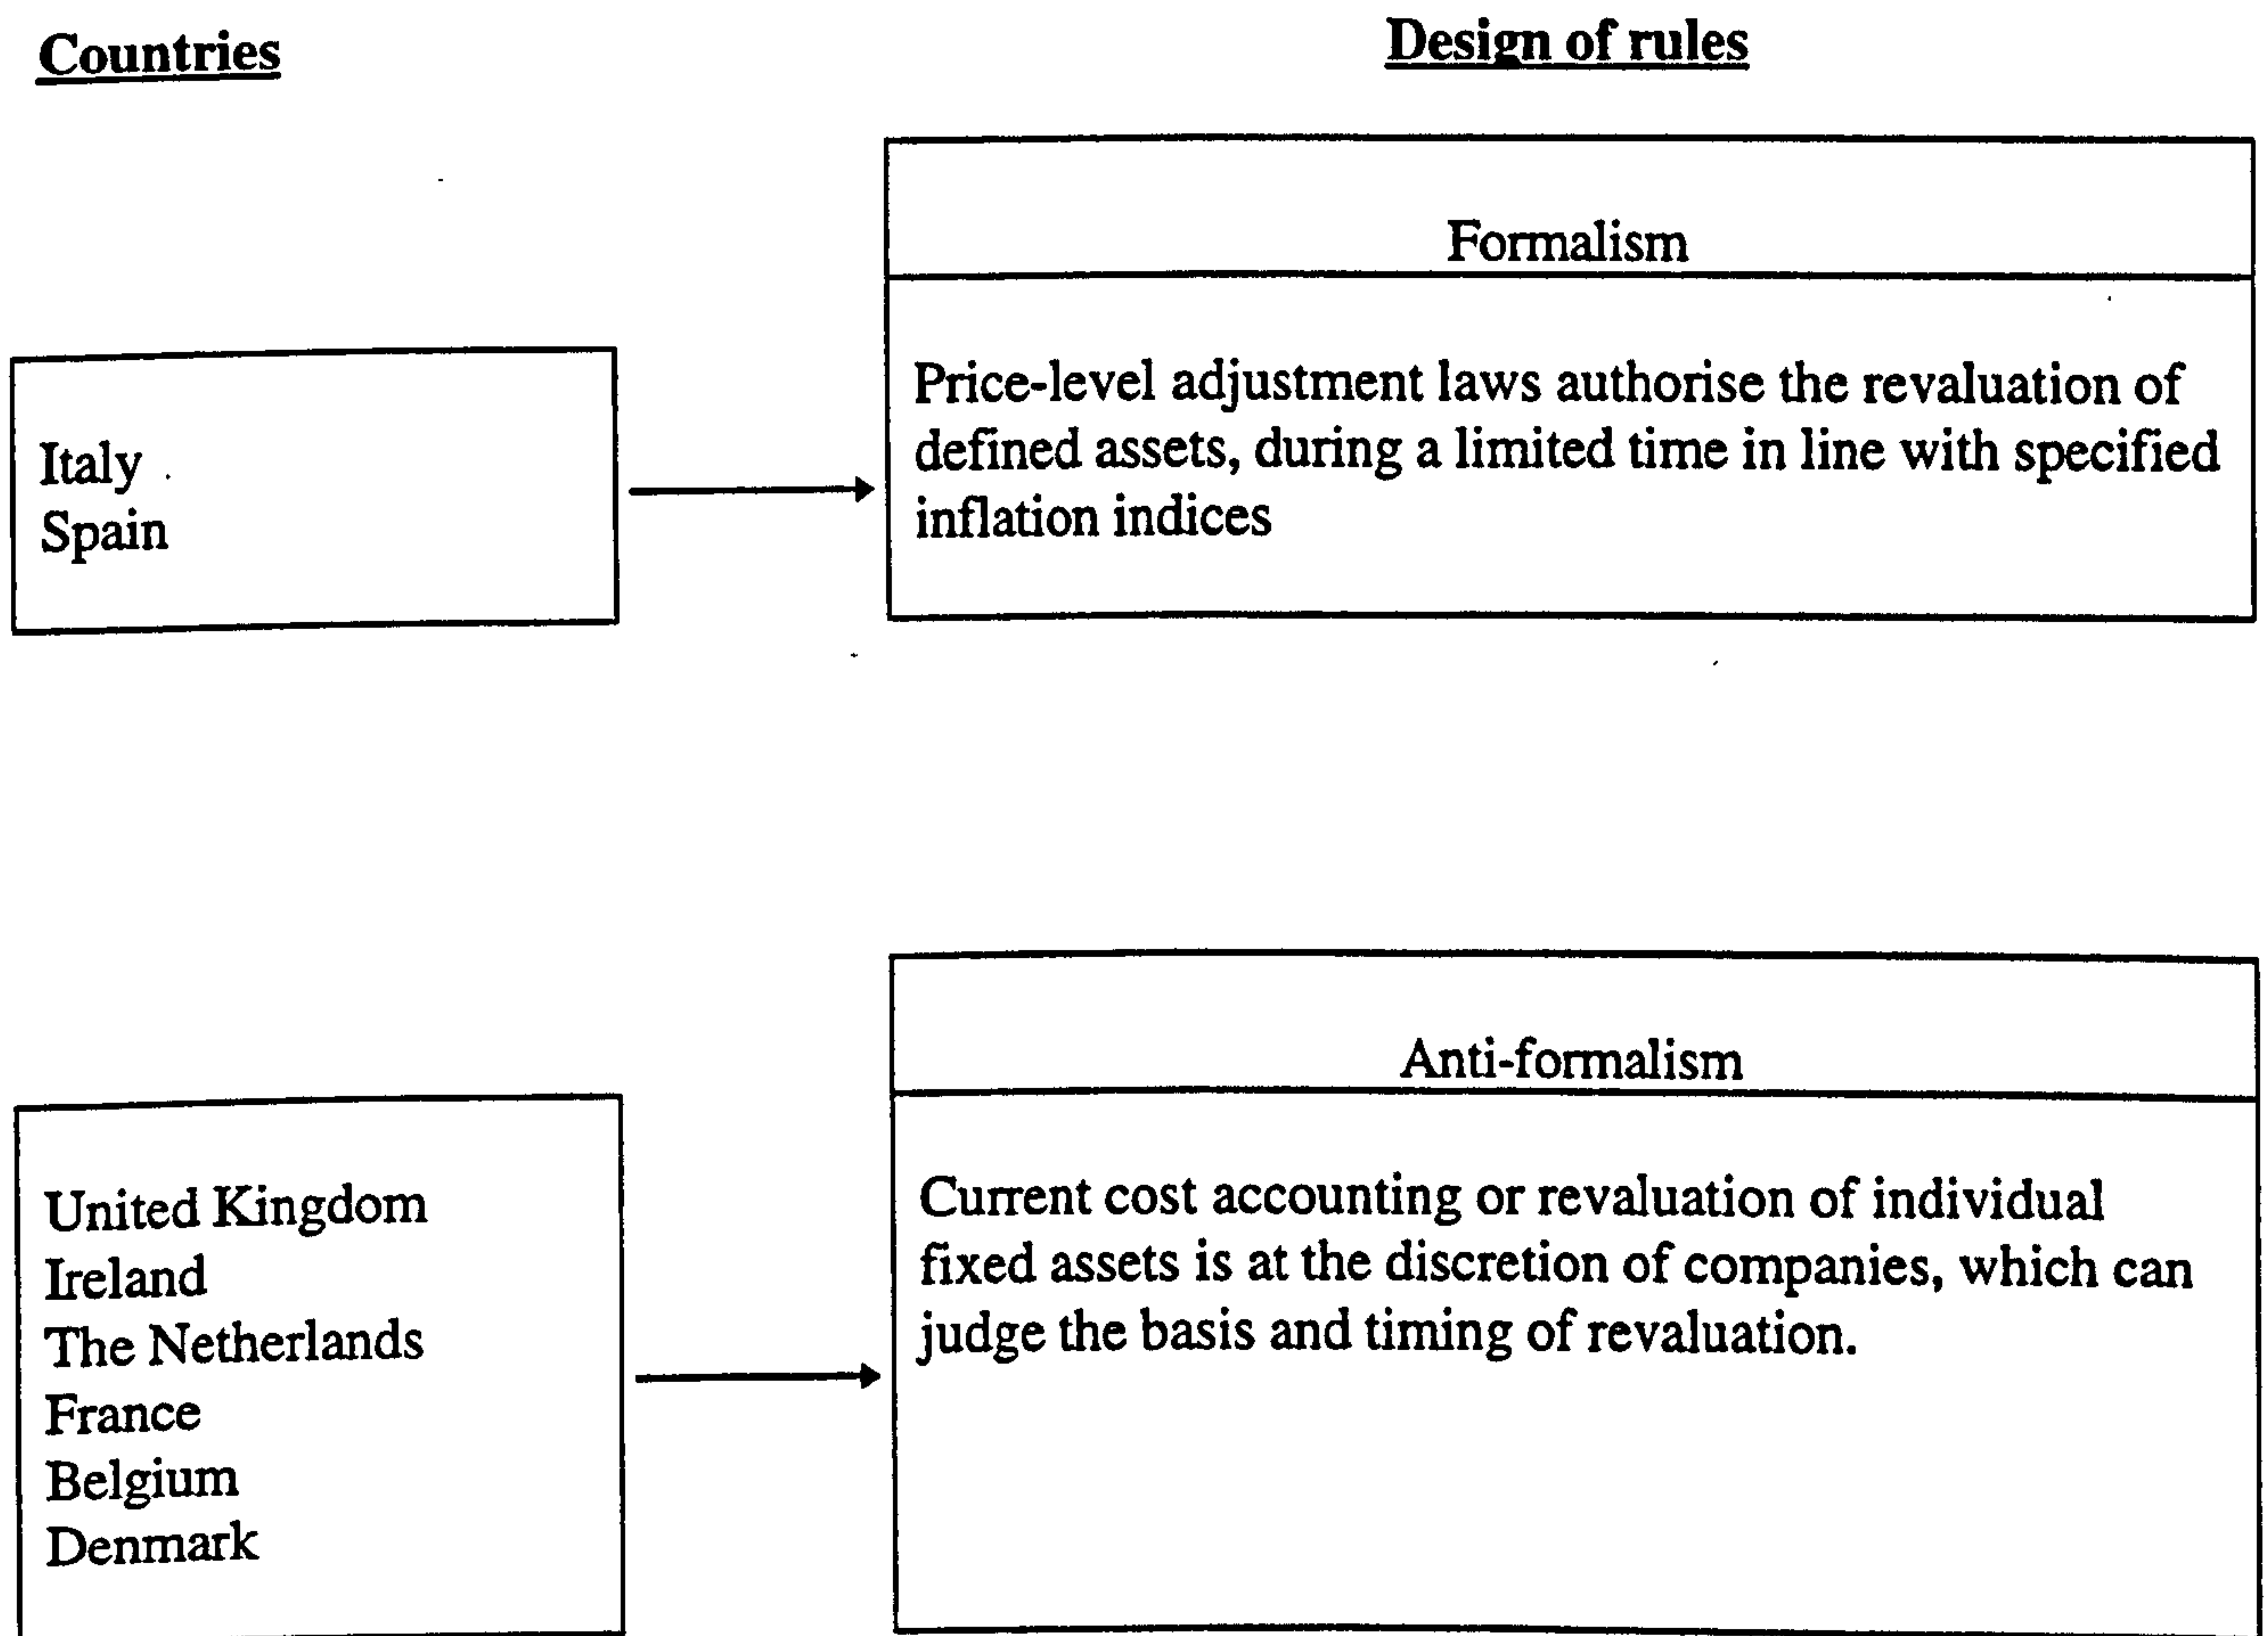 Countries
Design of rules
Formalism
Italy
Spain
Price-level adjustment laws authorise the revaluation of
defined assets, during a limited time in line with specified
inflation indices
Anti-formalism
United Kingdom
Ireland
The Netherlands
France
Belgium
Denmark
Current cost accounting or revaluation of individual
fixed assets is at the discretion of companies, which can
judge the basis and timing of revaluation.